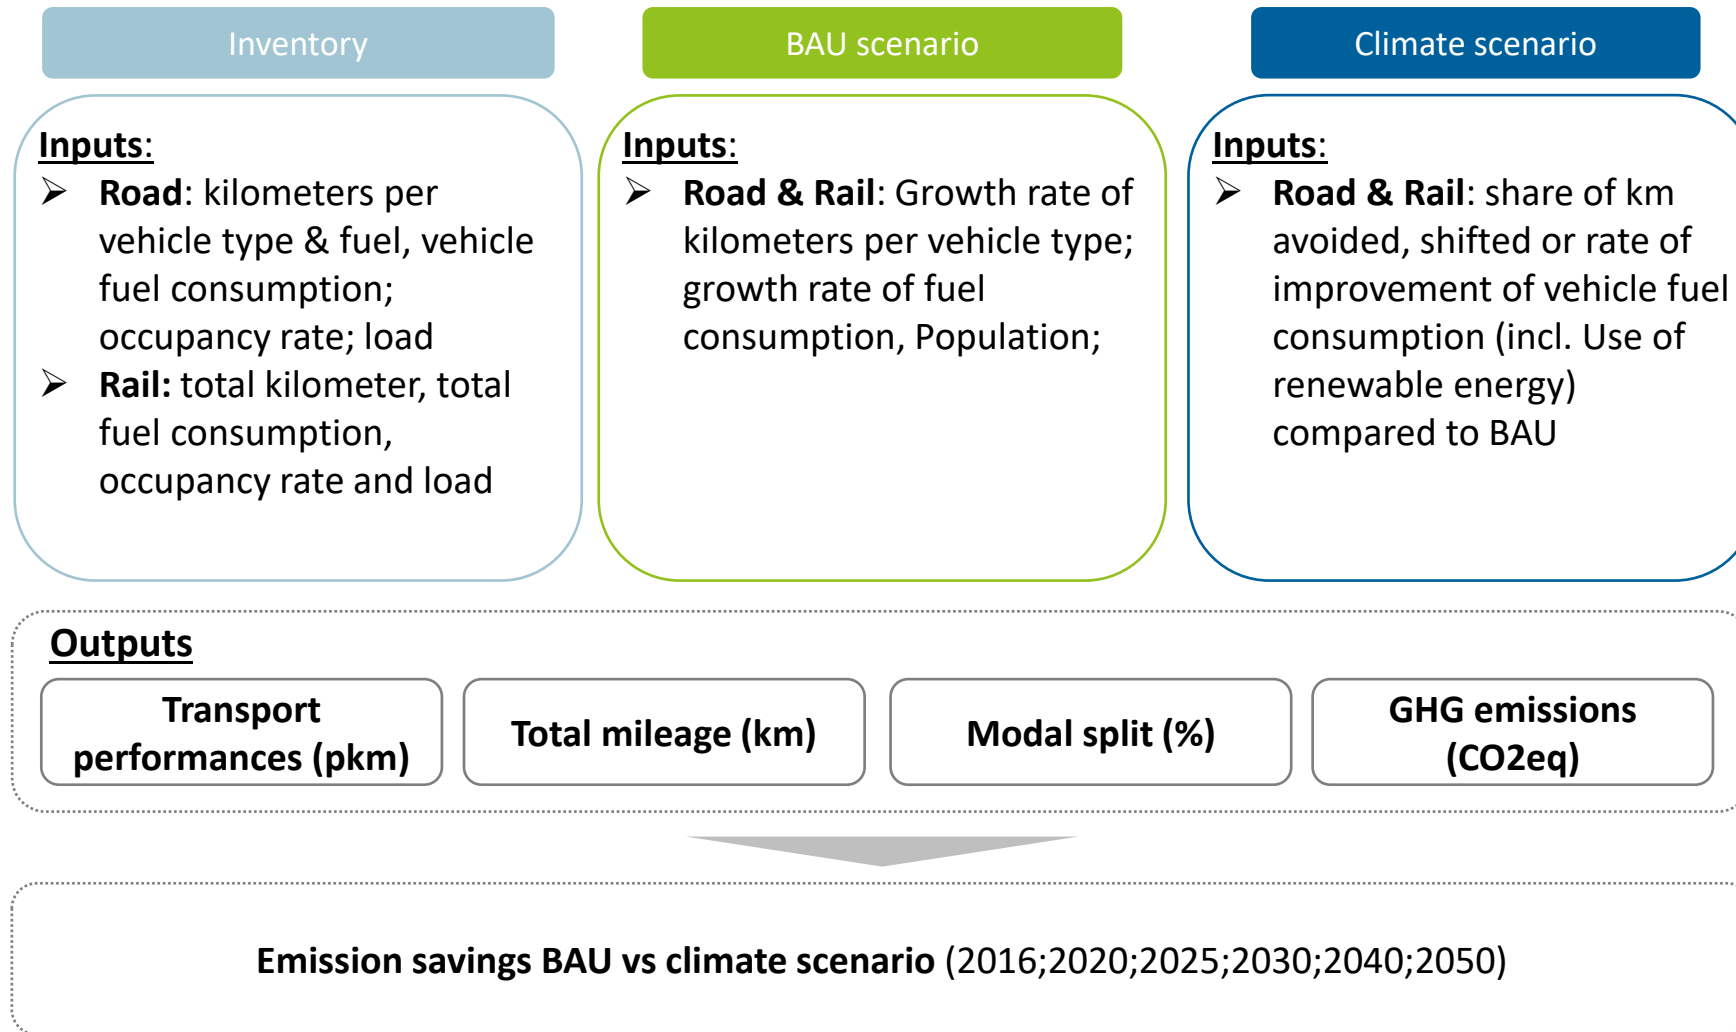 Inventory
BAU scenario
Climate scenario
Inputs:
➢ Road: kilometers per
vehicle type & fuel, vehicle
fuel consumption;
occupancy rate; load
➢ Rail: total kilometer, total
fuel consumption,
occupancy rate and load
Inputs:
➢ Road & Rail: Growth rate of
kilometers per vehicle type;
growth rate of fuel
consumption, Population;
Inputs:
➢ Road & Rail: share of km
avoided, shifted or rate of
improvement of vehicle fuel
consumption (incl. Use of
renewable energy)
compared to BAU
Outputs
Transport
performances (pkm)
Total mileage (km)
Modal split (%)
GHG emissions
(CO2eq)
Emission savings BAU vs climate scenario (2016;2020;2025;2030;2040;2050)